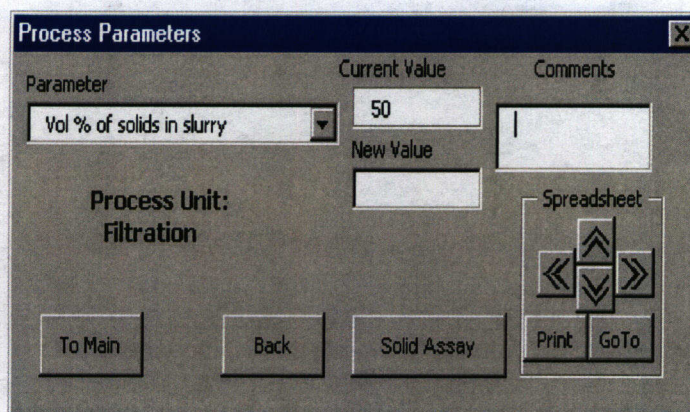 Process Parameters
Parameter
Vol % of solids in slurry
Current Value
50
New Value
Comments
Process Unit:
Filtration
Spreadsheet
Print
GoTo
To Main
Back
Solid Assay